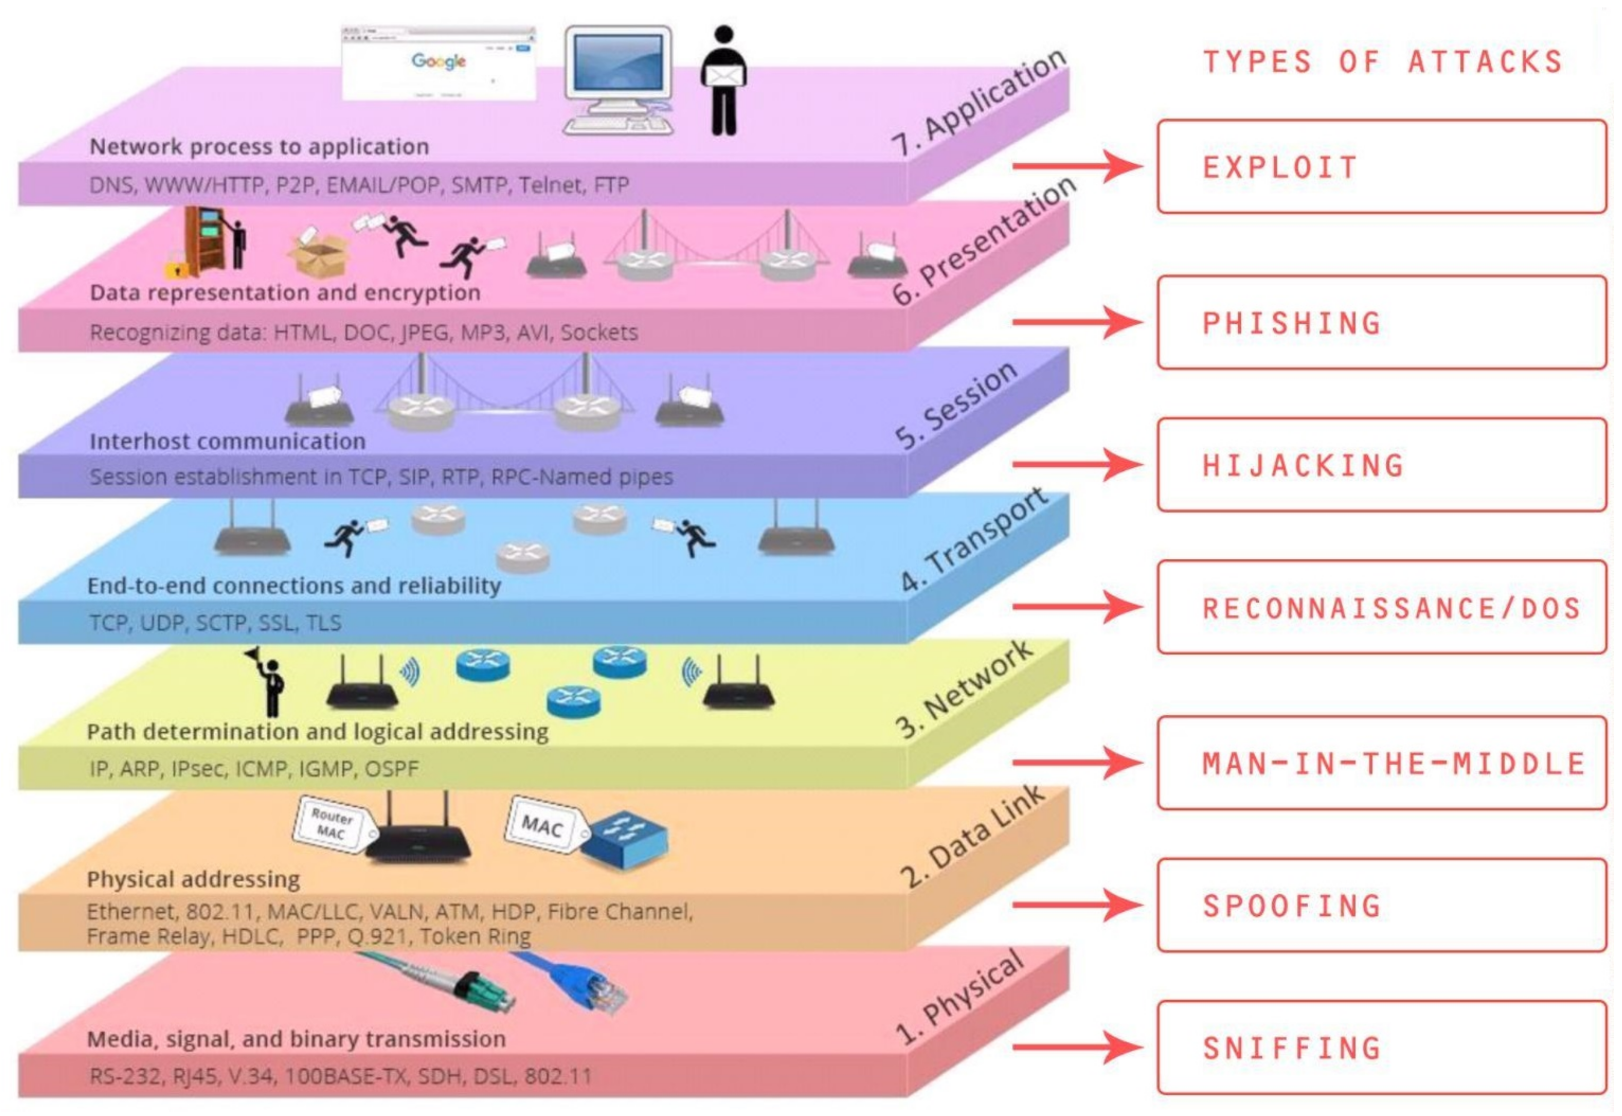 TYPES OF ATTACKS
Google
7. Application
Network process to application
DNS, WWW/HTTP, P2P, EMAIL/POP, SMTP, Telnet, FTP
EXPLOIT
6. Presentation
Data representation and encryption
Recognizing data: HTML, DOC, JPEG, MP3, AVI, Sockets
PHISHING
5. Session
Interhost communication
Session establishment in TCP, SIP, RTP, RPC-Named pipes
HIJACKING
4. Transport
End-to-end connections and reliability
TCP, UDP, SCTP, SSL, TLS
RECONNAISSANCE/DOS
3. Network
Path determination and logical addressing
IP, ARP, IPsec, ICMP, IGMP, OSPF
MAN-IN-THE-MIDDLE
Router
MAC
MAC
2. Data Link
Physical addressing
Ethernet, 802.11, MAC/LLC, VALN, ATM, HDP, Fibre Channel,
Frame Relay, HDLC, PPP, Q.921, Token Ring
SPOOFING
1. Physical
Media, signal, and binary transmission
RS-232, RJ45, V.34, 100BASE-TX, SDH, DSL, 802.11
SNIFFING